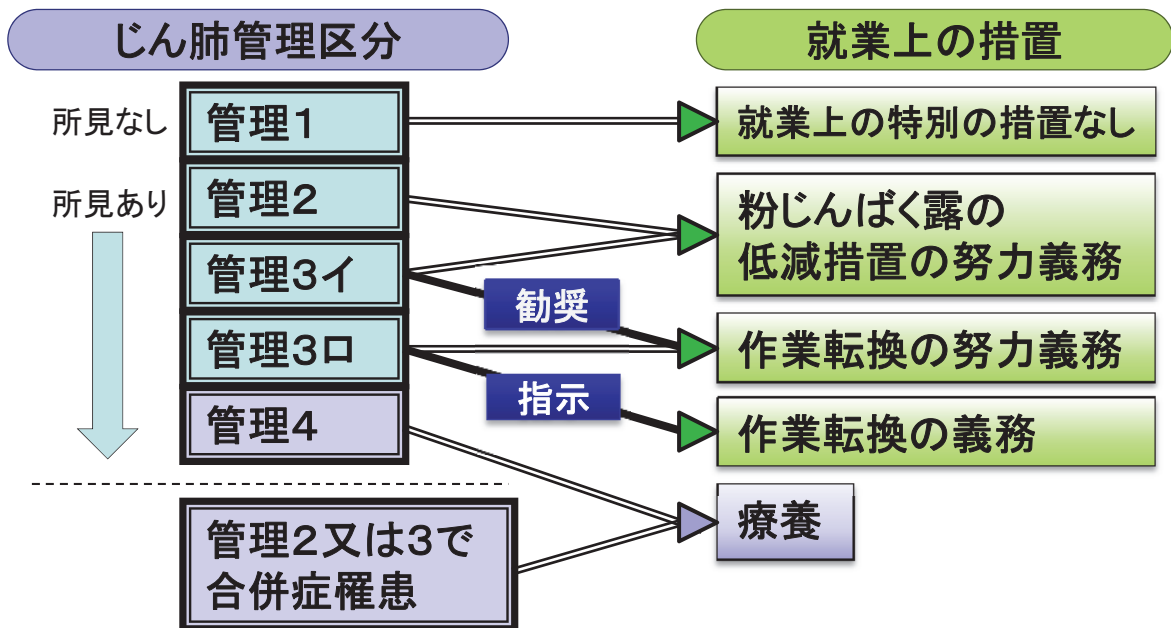 じん肺管理区分
就業上の措置
所見なし
管理1
就業上の特別の措置なし
所見あり
管理2
粉じんばく露の
低減措置の努力義務
管理3イ
勧奨
管理3ロ
作業転換の努力義務
指示
管理4
作業転換の義務
療養
管理2又は3で
合併症罹患